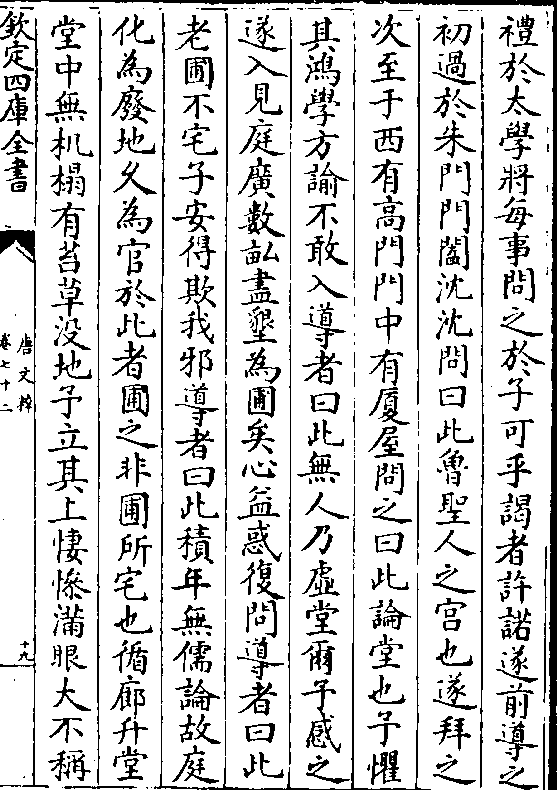 禮於太學將每事問之於子可乎謁者許諾遂前導之
初過於朱門門闔沈沈問曰此魯聖人之宫也遂拜之
次至于西有高門門中有厦屋問之曰此論堂也予懼
其鴻學方論不敢入導者曰此無人乃虚堂爾予惑之
遂入見庭廣數畝盡墾為圃矣心益惑復問導者曰此
老圃不宅子安得欺我邪導者曰此積年無儒論故庭
化為廢地久為官於此者圃之非圃所宅也循廊升堂
堂中無机榻有苔草没地予立其上悽慘滿眼大不稱
欽定四庫全書
唐文粹
卷七十二
十九